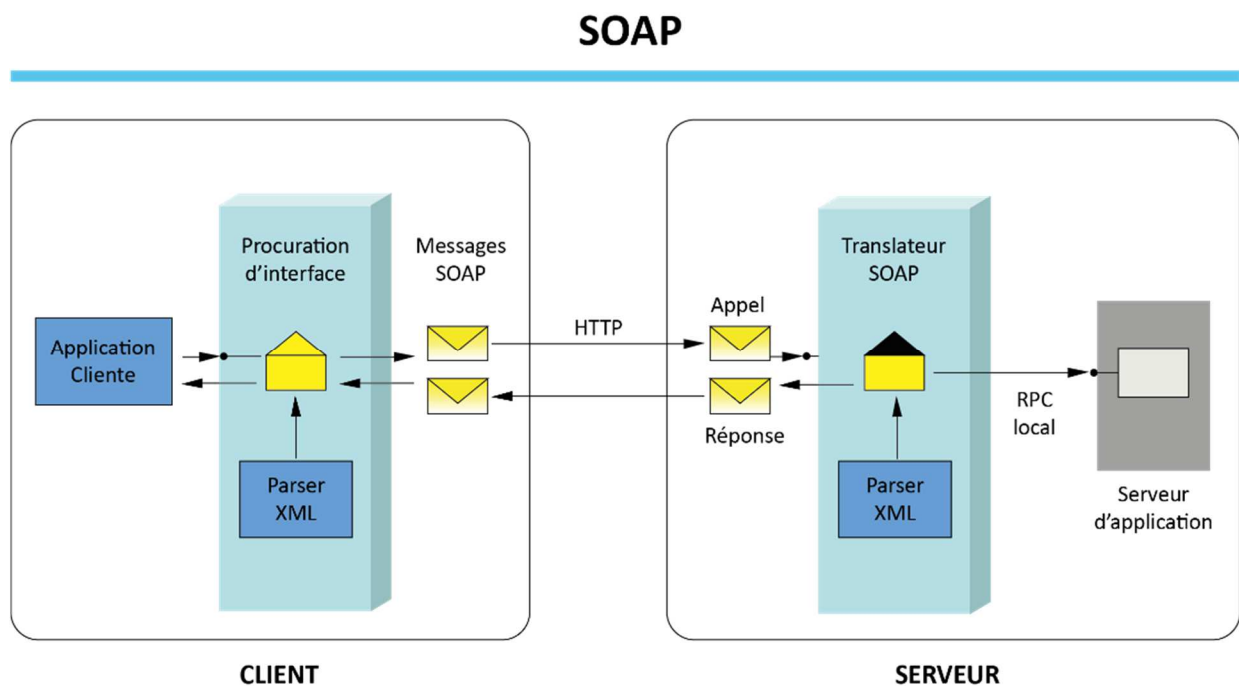 SOAP
Procuration
d’interface
Messages
SOAP
Application
Cliente
Parser
XML
HTTP
Appel
Réponse
Translateur
SOAP
Parser
XML
RPC
local
Serveur
d’application
CLIENT
SERVEUR